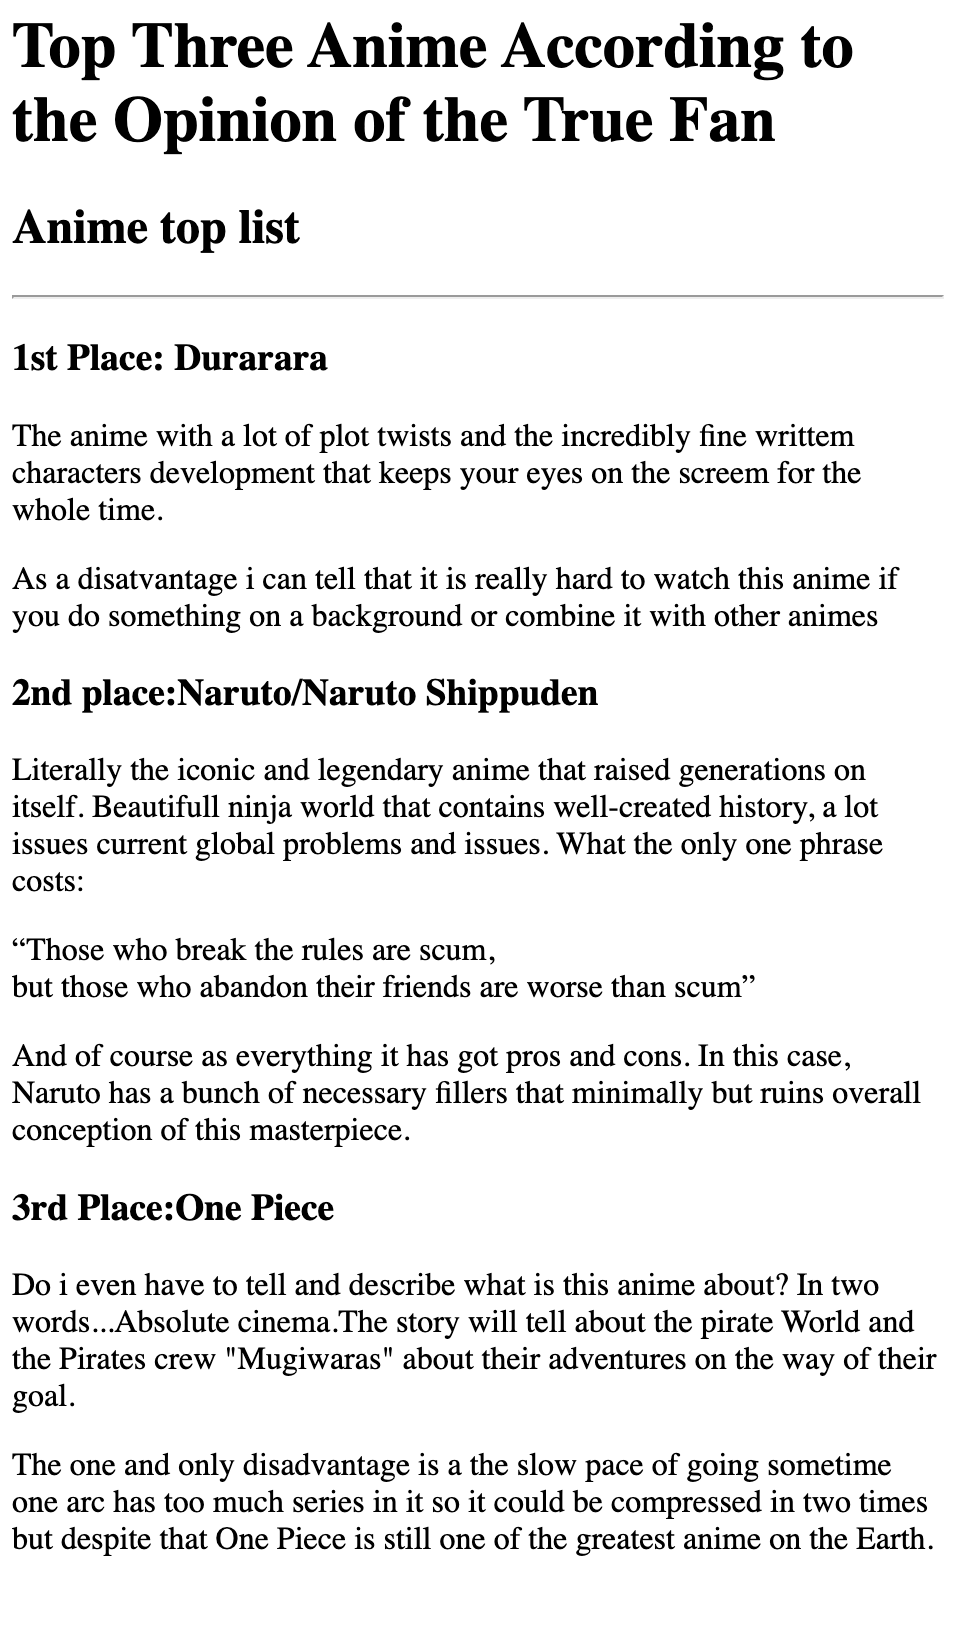 Top Three Anime According to
the Opinion of the True Fan
Anime top list
1st Place: Durarara
The anime with a lot of plot twists and the incredibly fine writtem
characters development that keeps your eyes on the screem for the
whole time.
As a disatvantage i can tell that it is really hard to watch this anime if
you do something on a background or combine it with other animes
2nd place:Naruto/Naruto Shippuden
Literally the iconic and legendary anime that raised generations on
itself. Beautifull ninja world that contains well-created history, a lot
issues current global problems and issues. What the only one phrase
costs:
“Those who break the rules are scum,
but those who abandon their friends are worse than scum”
And of course as everything it has got pros and cons. In this case,
Naruto has a bunch of necessary fillers that minimally but ruins overall
conception of this masterpiece.
3rd Place:One Piece
Do i even have to tell and describe what is this anime about? In two
words...Absolute cinema.The story will tell about the pirate World and
the Pirates crew "Mugiwaras" about their adventures on the way of their
goal.
The one and only disadvantage is a the slow pace of going sometime
one arc has too much series in it so it could be compressed in two times
but despite that One Piece is still one of the greatest anime on the Earth.